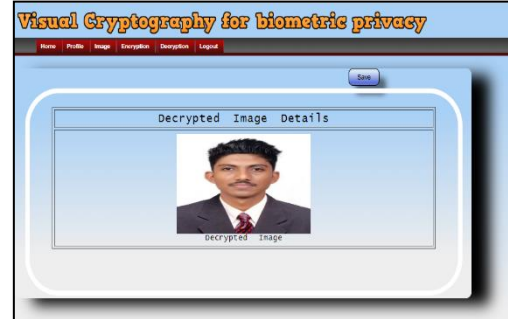 Visual Cryptography for biometric privacy
Home Profile Image Encryption Decryption Logout
Save
Decrypted Image Details
Decrypted Image